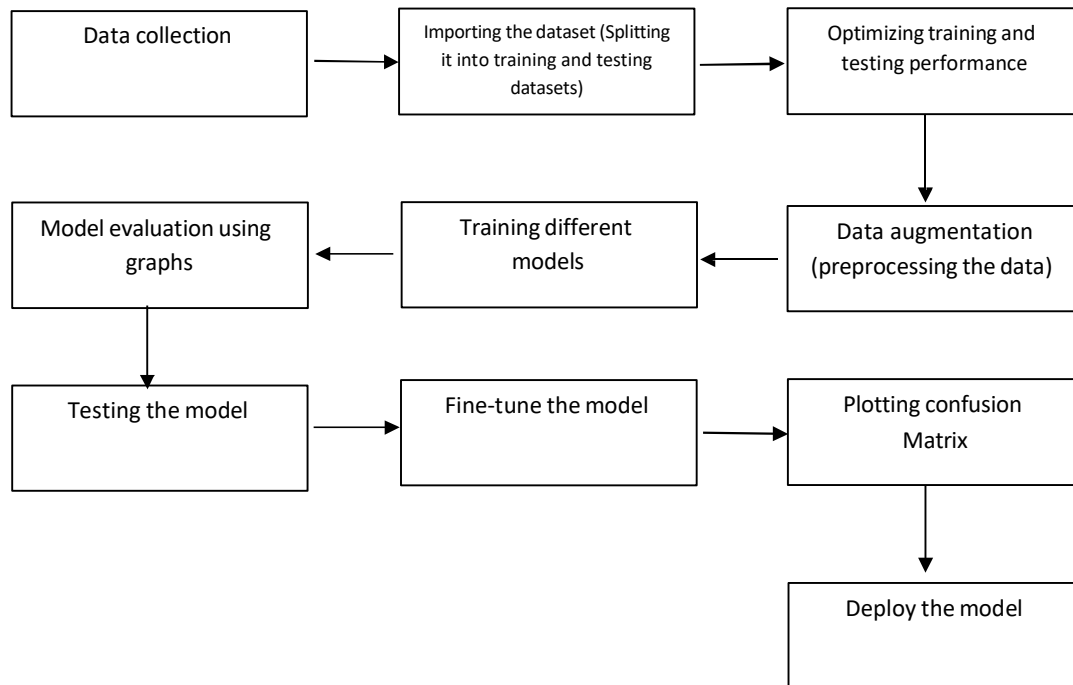 Data collection
Importing the dataset (Splitting
it into training and testing
datasets)
Optimizing training and
testing performance
Data augmentation
(preprocessing the data)
Training different
models
Model evaluation using
graphs
Testing the model
Fine-tune the model
Plotting confusion
Matrix
Deploy the model